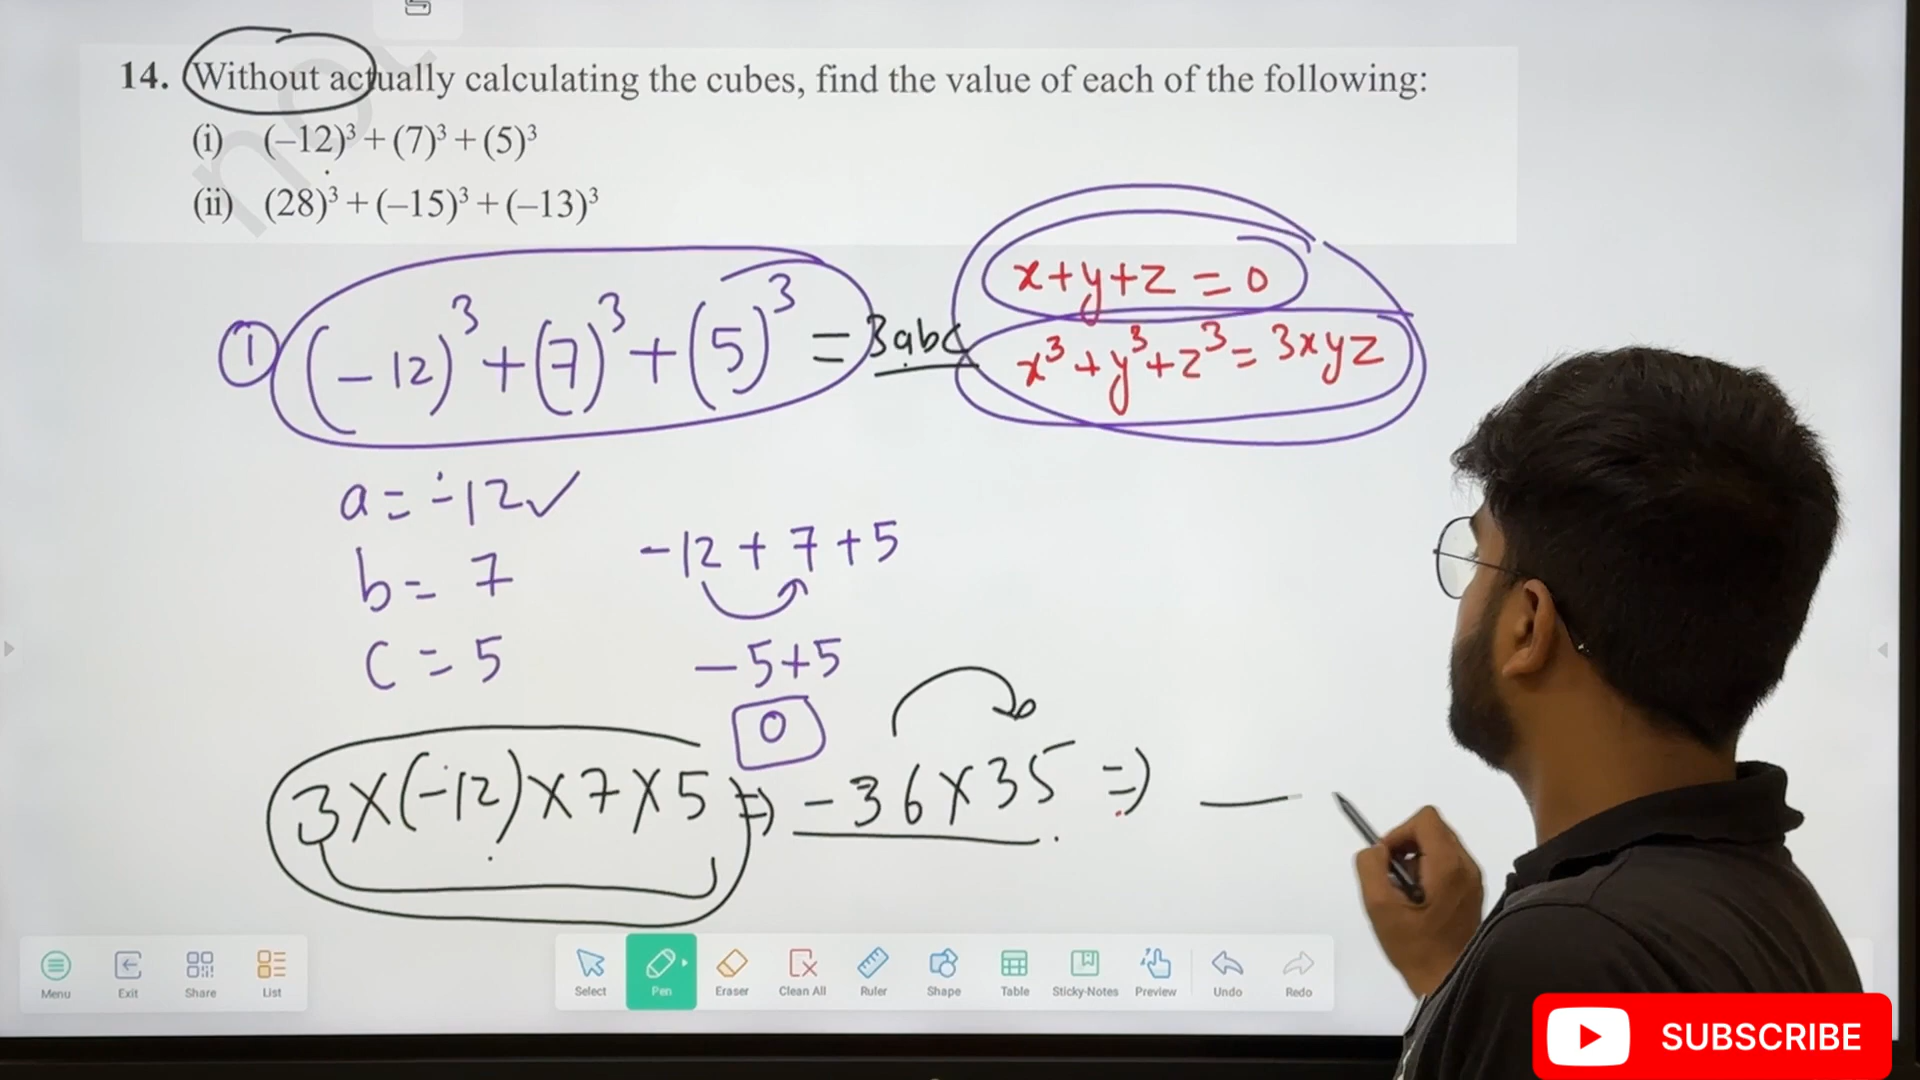 14. Without actually calculating the cubes, find the value of each of the following:
(i) (–12)³ + (7)³ + (5)³
(ii) (28)³ + (–15)³ + (–13)³
not
x+y+z = 0
① (-12)³ + (7)³ + (5)³ = 3abc
x³+y³+z³ = 3xyz
a = -12✓
-12 + 7 + 5
b = 7
c = 5
-5+5
0
3×(-12)×7×5 ⇒ -36×35 ⇒ —
Menu Exit Share List Select Pen Eraser Clean All Ruler Shape Table Sticky-Notes Preview Undo Redo
SUBSCRIBE